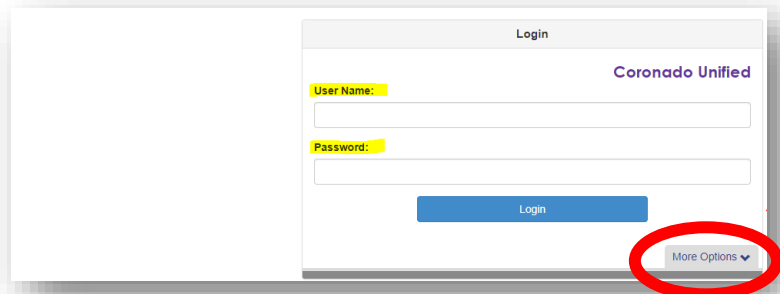 Login
Coronado Unified
User Name:
Password:
Login
More Options